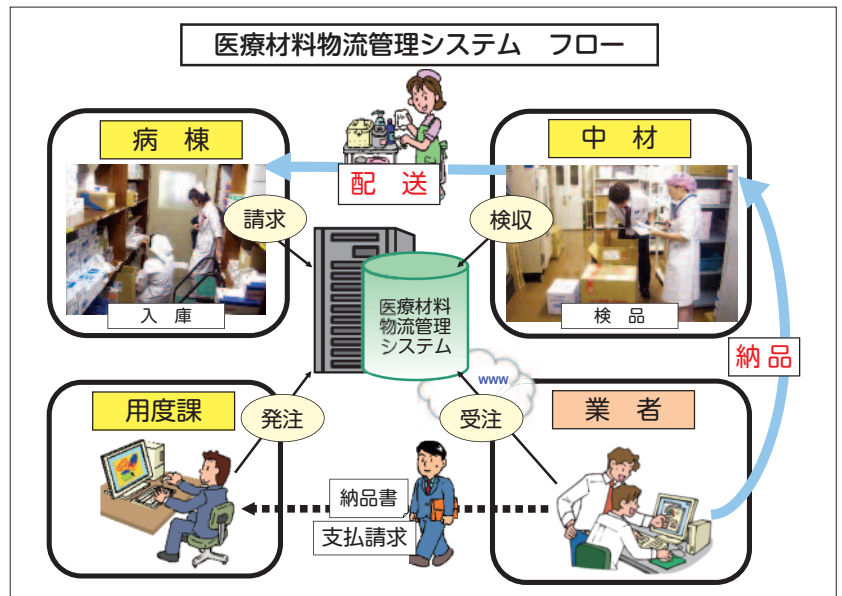 医療材料物流管理システム　フロー
病　棟
中　材
配　送
請求
検収
入　庫
検　品
医療材料
物流管理
システム
納 品
www
用度課
発注
受注
業　者
納品書
支払請求